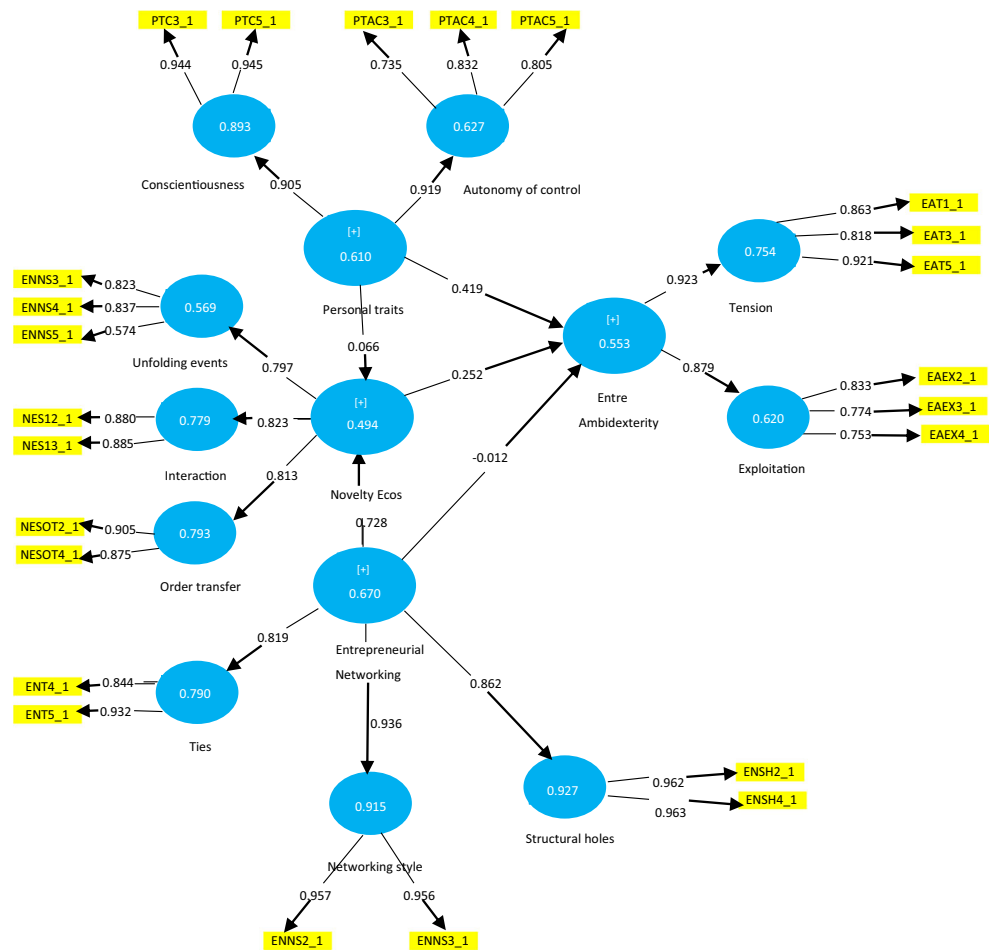 PTC3_1 PTC5_1 PTAC3_1 PTAC4_1 PTAC5_1
0.944 0.945 0.735 0.832 0.805
0.893 0.627
Conscientiousness 0.905 0.919 Autonomy of control
[+]
0.610
Personal traits
EAT1_1
EAT3_1
EAT5_1
0.863
0.818
0.921
0.754
Tension
0.923
0.419
ENNS3_1
ENNS4_1
ENNS5_1
0.823
0.837
0.574
0.569
Unfolding events
0.797
0.066
[+]
0.553
Entre
Ambidexterity
0.879
0.252
EAEX2_1
EAEX3_1
EAEX4_1
0.833
0.774
0.753
0.620
Exploitation
NES12_1
NES13_1
0.880
0.885
0.779
Interaction
0.823
[+]
0.494
Novelty Ecos
0.813
-0.012
NESOT2_1
NESOT4_1
0.905
0.875
0.793
Order transfer
0.728
[+]
0.670
Entrepreneurial
Networking
0.819
0.862
0.936
ENT4_1
ENT5_1
0.844
0.932
0.790
Ties
0.915
Networking style
0.957 0.956
ENNS2_1 ENNS3_1
0.927
Structural holes
0.962
0.963
ENSH2_1
ENSH4_1